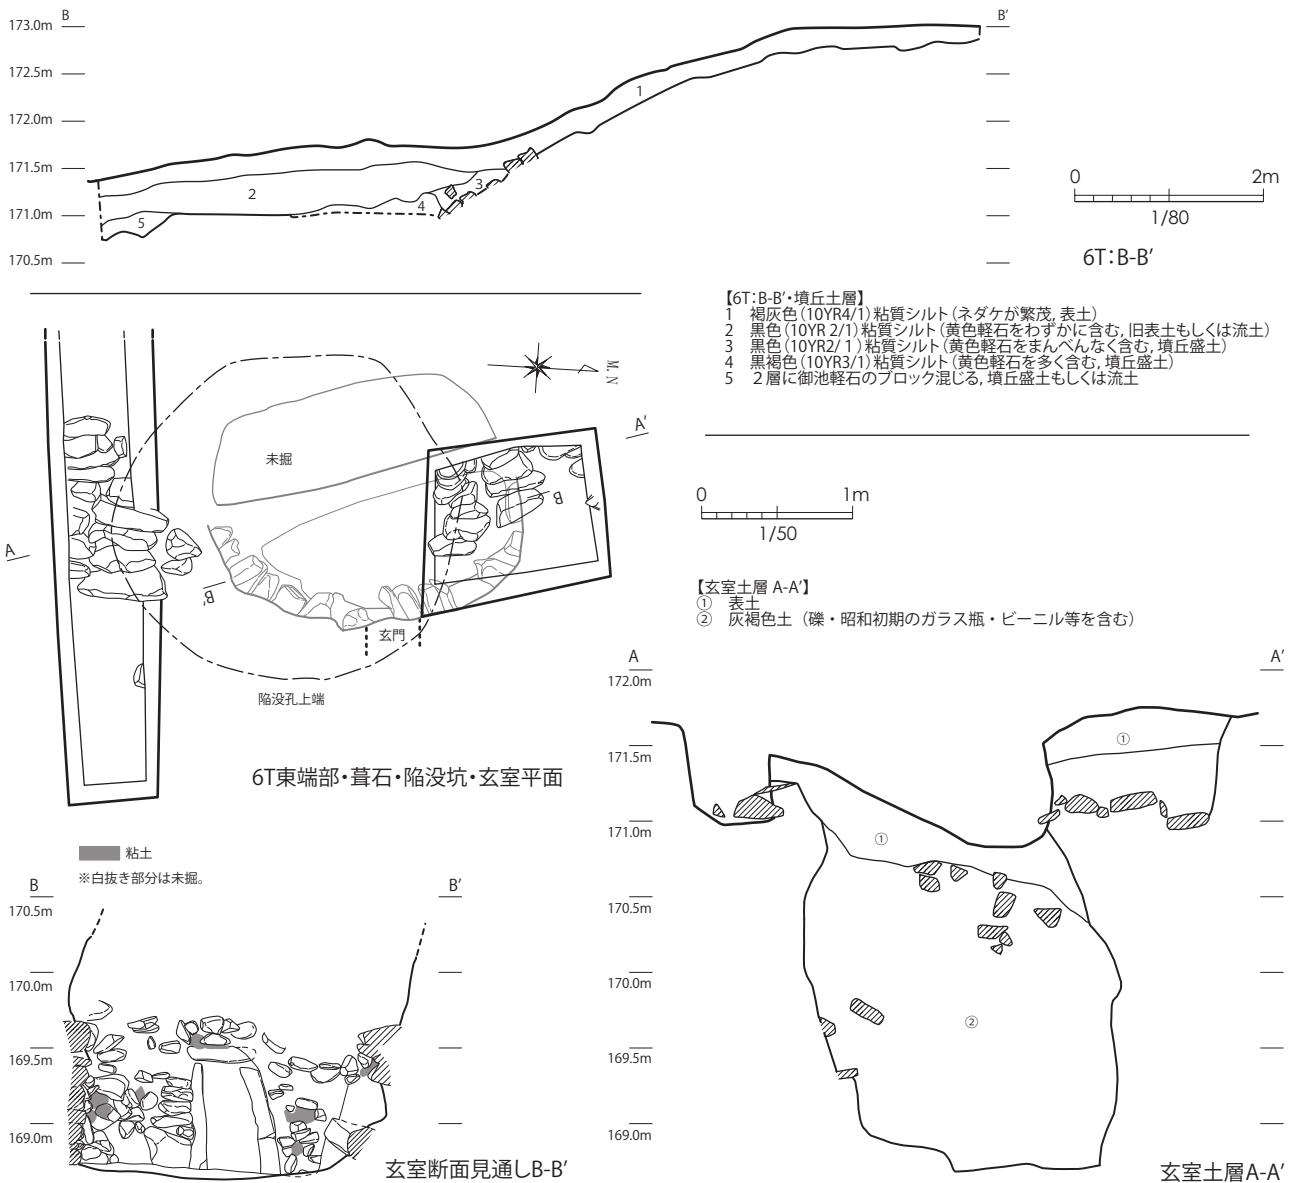 B
B′
173.0m
172.5m
172.0m
171.5m
171.0m
170.5m
1
2
3
4
5
0 2m
1/80
6T：B-B′
【6T：B-B′・墳丘土層】
1 褐灰色（10YR4/1）粘質シルト（ネダケが繁茂, 表土）
2 黒色（10YR 2/1）粘質シルト（黄色軽石をわずかに含む, 旧表土もしくは流土）
3 黒色（10YR2/ 1 ）粘質シルト（黄色軽石をまんべんなく含む, 墳丘盛土）
4 黒褐色（10YR3/1）粘質シルト（黄色軽石を多く含む, 墳丘盛土）
5 ２層に御池軽石のブロック混じる, 墳丘盛土もしくは流土
M. N
A′
未掘
B
A
B′
玄門
陥没孔上端
6T東端部・葺石・陥没坑・玄室平面
0 1m
1/50
【玄室土層 A-A′】
① 表土
② 灰褐色土（礫・昭和初期のガラス瓶・ビーニル等を含む）
粘土
※白抜き部分は未掘。
B
B′
170.5m
170.0m
169.5m
169.0m
玄室断面見通しB-B′
A
A′
172.0m
171.5m
171.0m
170.5m
170.0m
169.5m
169.0m
①
①
②
玄室土層A-A′